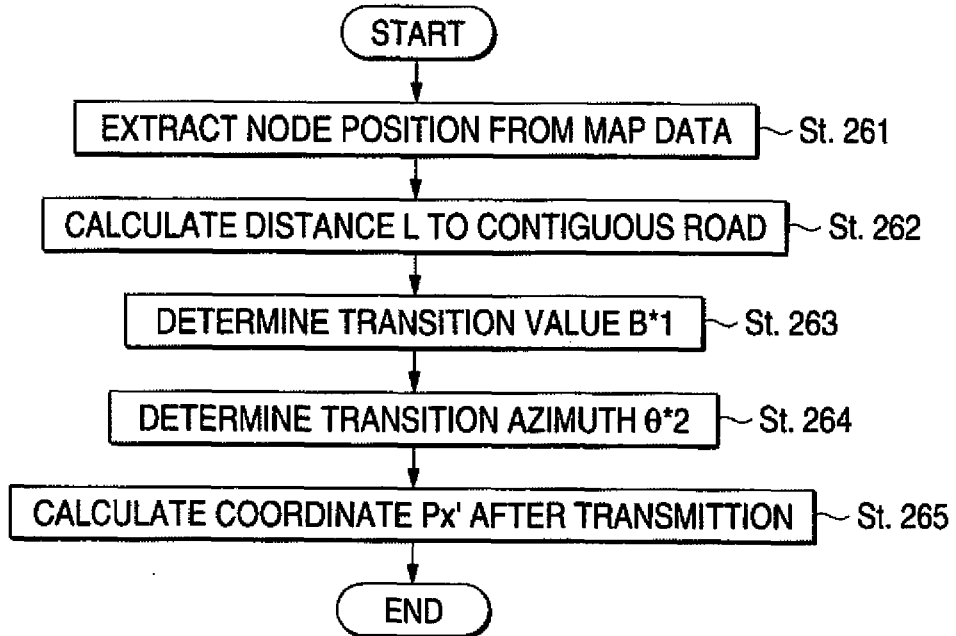 START
EXTRACT NODE POSITION FROM MAP DATA St. 261
CALCULATE DISTANCE L TO CONTIGUOUS ROAD St. 262
DETERMINE TRANSITION VALUE B*1 St. 263
DETERMINE TRANSITION AZIMUTH θ*2 St. 264
CALCULATE COORDINATE Px' AFTER TRANSMITTION St. 265
END